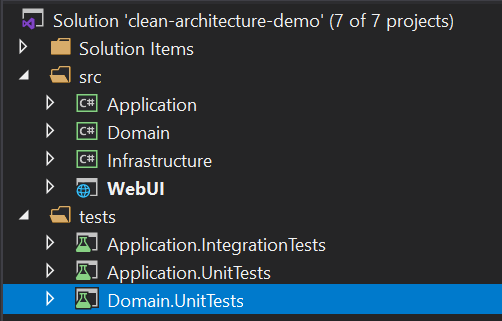 Solution 'clean-architecture-demo' (7 of 7 projects)
Solution Items
src
C# Application
C# Domain
C# Infrastructure
WebUI
tests
Application.IntegrationTests
Application.UnitTests
Domain.UnitTests